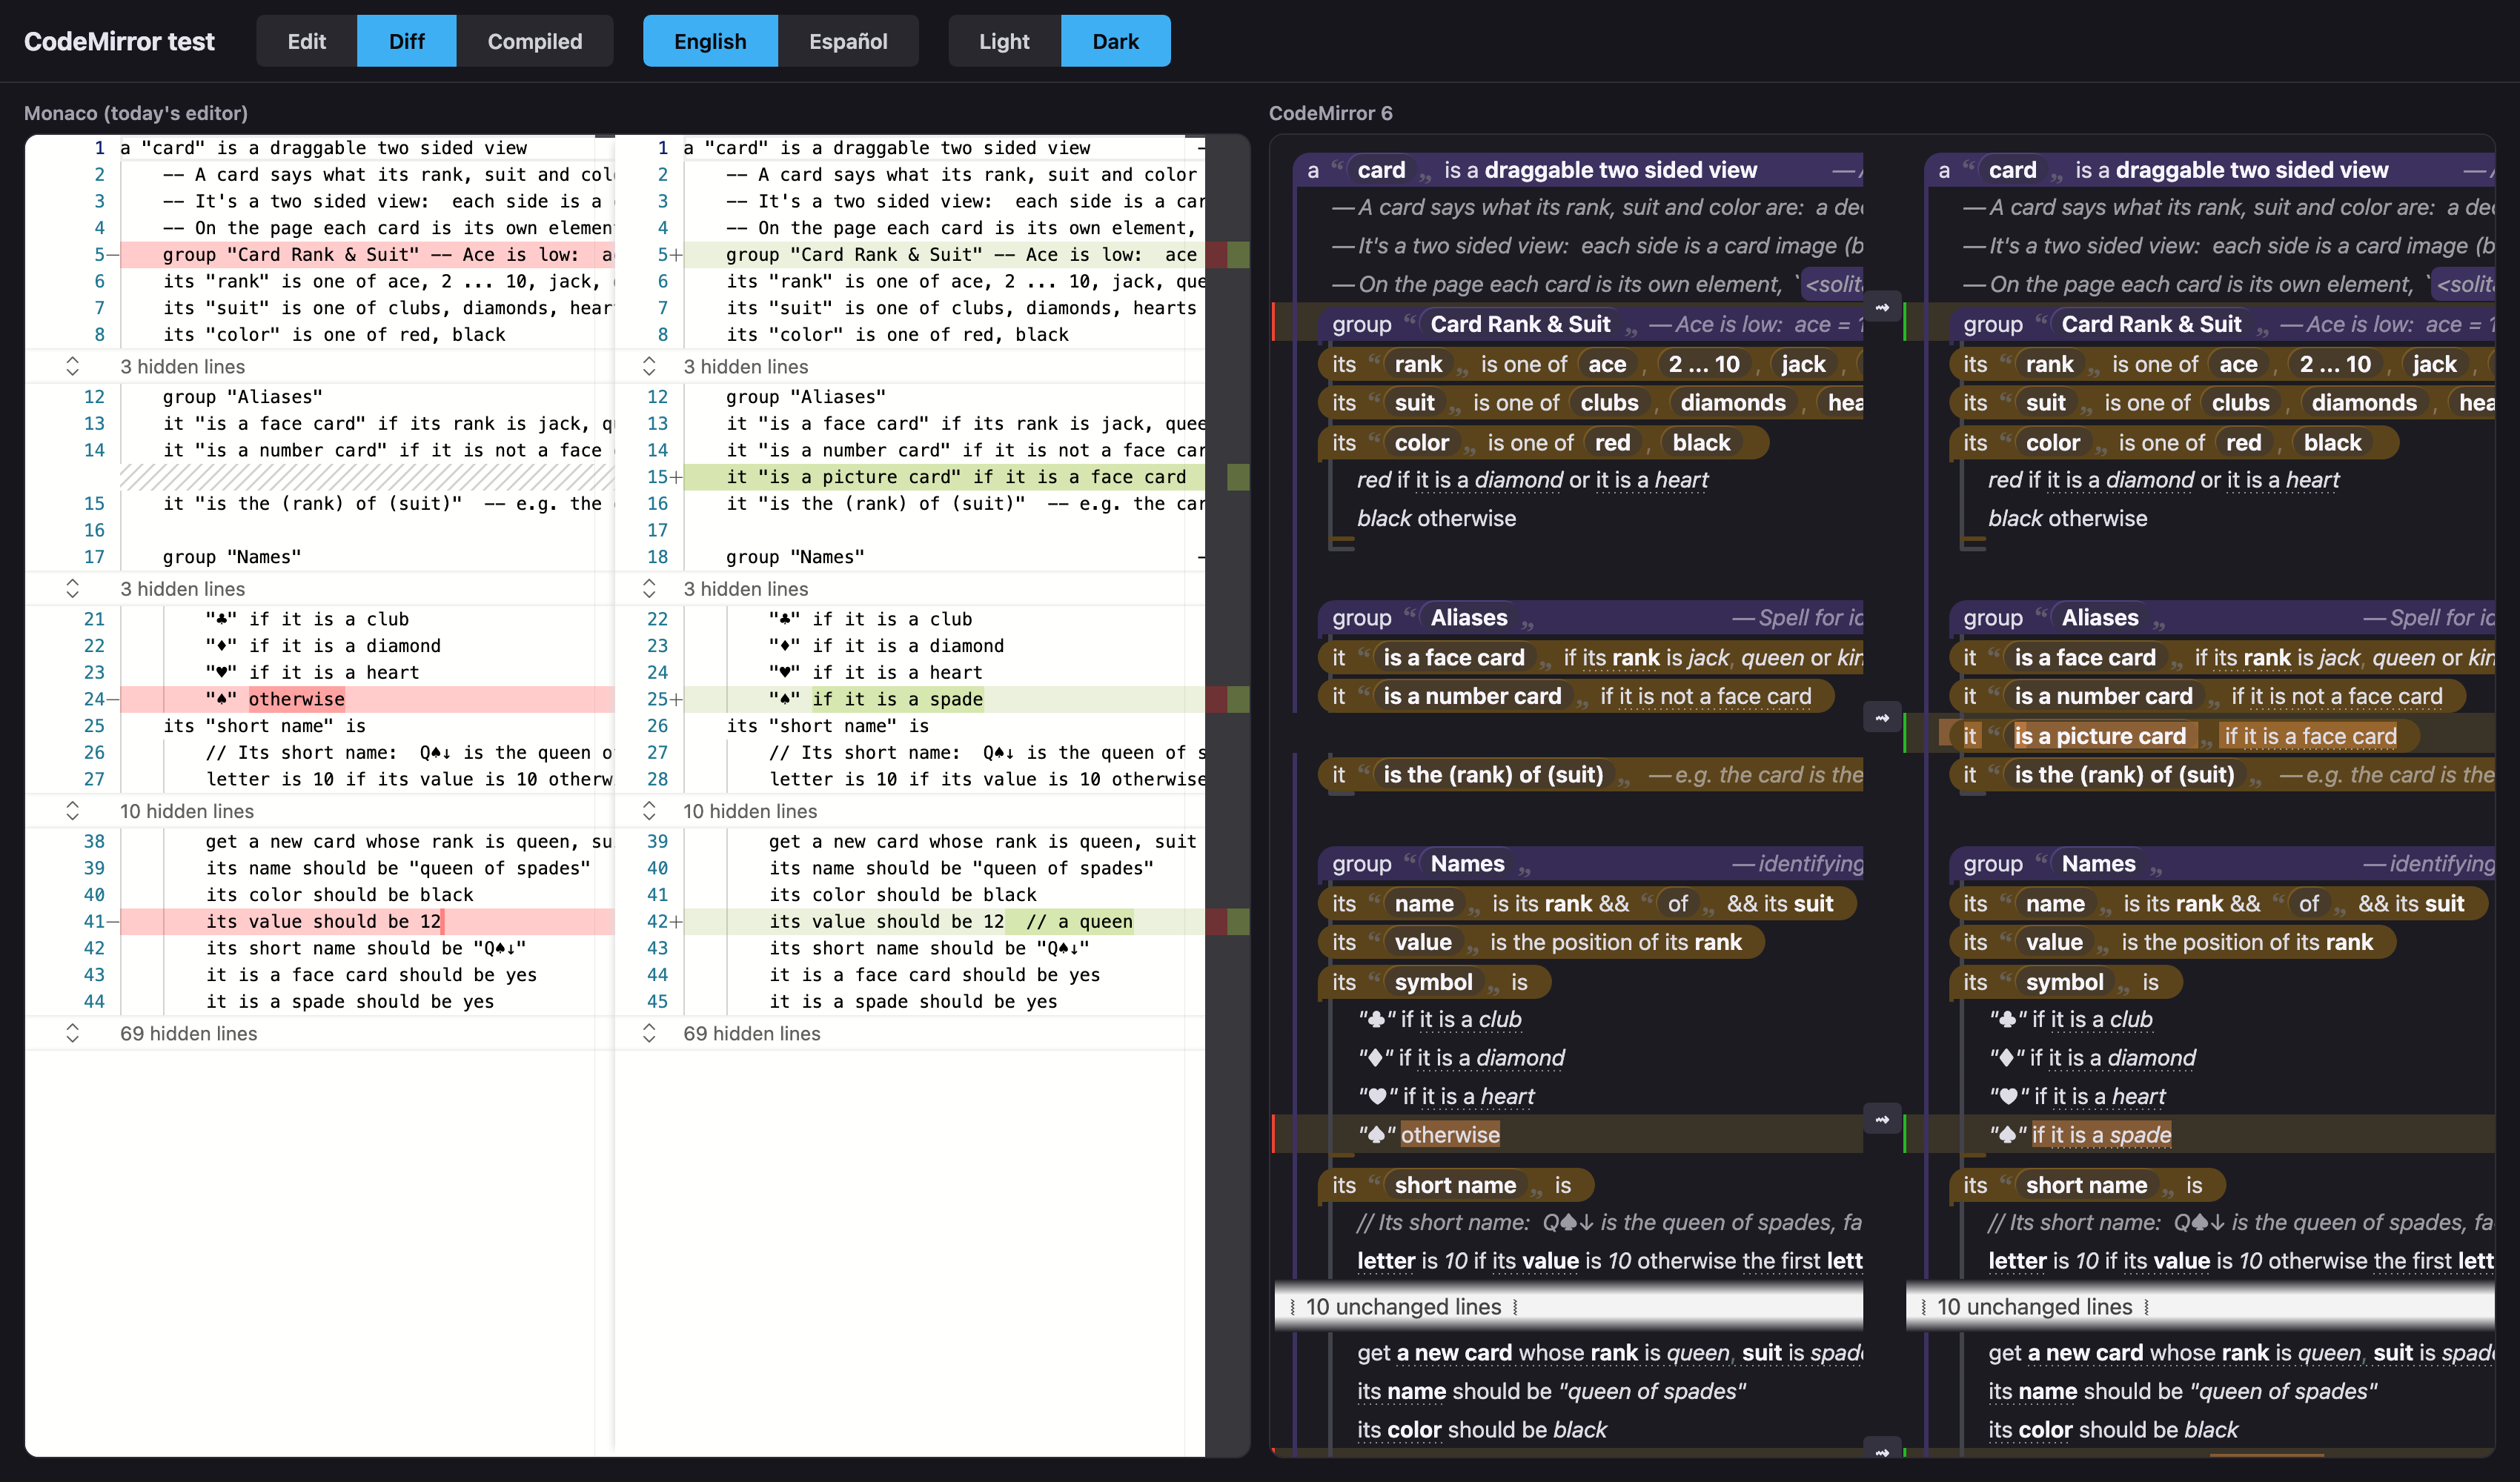 CodeMirror test
Edit
Diff
Compiled
English
Español
Light
Dark
Monaco (today's editor)
1 a "card" is a draggable two sided view
2 -- A card says what its rank, suit and col
3 -- It's a two sided view:  each side is a
4 -- On the page each card is its own elemen
5— group "Card Rank & Suit" -- Ace is low:  a
6 its "rank" is one of ace, 2 ... 10, jack,
7 its "suit" is one of clubs, diamonds, hear
8 its "color" is one of red, black
3 hidden lines
12 group "Aliases"
13 it "is a face card" if its rank is jack, q
14 it "is a number card" if it is not a face
15 it "is the (rank) of (suit)"  -- e.g. the
16
17 group "Names"
3 hidden lines
21 "♣" if it is a club
22 "♦" if it is a diamond
23 "♥" if it is a heart
24— "♠" otherwise
25 its "short name" is
26 // Its short name:  Q♠↓ is the queen o
27 letter is 10 if its value is 10 otherw
10 hidden lines
38 get a new card whose rank is queen, su
39 its name should be "queen of spades"
40 its color should be black
41— its value should be 12
42 its short name should be "Q♠↓"
43 it is a face card should be yes
44 it is a spade should be yes
69 hidden lines
1 a "card" is a draggable two sided view
2 -- A card says what its rank, suit and color
3 -- It's a two sided view:  each side is a car
4 -- On the page each card is its own element,
5+ group "Card Rank & Suit" -- Ace is low:  ace
6 its "rank" is one of ace, 2 ... 10, jack, que
7 its "suit" is one of clubs, diamonds, hearts
8 its "color" is one of red, black
3 hidden lines
12 group "Aliases"
13 it "is a face card" if its rank is jack, quee
14 it "is a number card" if it is not a face car
15+ it "is a picture card" if it is a face card
16 it "is the (rank) of (suit)"  -- e.g. the car
17
18 group "Names"
3 hidden lines
22 "♣" if it is a club
23 "♦" if it is a diamond
24 "♥" if it is a heart
25+ "♠" if it is a spade
26 its "short name" is
27 // Its short name:  Q♠↓ is the queen of s
28 letter is 10 if its value is 10 otherwise
10 hidden lines
39 get a new card whose rank is queen, suit
40 its name should be "queen of spades"
41 its color should be black
42+ its value should be 12  // a queen
43 its short name should be "Q♠↓"
44 it is a face card should be yes
45 it is a spade should be yes
69 hidden lines
CodeMirror 6
a “ card „ is a draggable two sided view —
— A card says what its rank, suit and color are:  a de
— It's a two sided view:  each side is a card image (b
— On the page each card is its own element, `<solit
group “ Card Rank & Suit „ — Ace is low:  ace = 1
its “ rank „ is one of ace , 2 ... 10 , jack ,
its “ suit „ is one of clubs , diamonds , hea
its “ color „ is one of red , black
red if it is a diamond or it is a heart
black otherwise
group “ Aliases „ — Spell for ic
it “ is a face card „ if its rank is jack, queen or kin
it “ is a number card „ if it is not a face card
it “ is the (rank) of (suit) „ — e.g. the card is the
group “ Names „ — identifying
its “ name „ is its rank && “ of „ && its suit
its “ value „ is the position of its rank
its “ symbol „ is
"♣" if it is a club
"♦" if it is a diamond
"♥" if it is a heart
"♠" otherwise
its “ short name „ is
// Its short name:  Q♠↓ is the queen of spades, fa
letter is 10 if its value is 10 otherwise the first lett
⦚ 10 unchanged lines ⦚
get a new card whose rank is queen, suit is spade
its name should be "queen of spades"
its color should be black
a “ card „ is a draggable two sided view —
— A card says what its rank, suit and color are:  a de
— It's a two sided view:  each side is a card image (b
— On the page each card is its own element, `<solit
group “ Card Rank & Suit „ — Ace is low:  ace = 1
its “ rank „ is one of ace , 2 ... 10 , jack ,
its “ suit „ is one of clubs , diamonds , hea
its “ color „ is one of red , black
red if it is a diamond or it is a heart
black otherwise
group “ Aliases „ — Spell for ic
it “ is a face card „ if its rank is jack, queen or kin
it “ is a number card „ if it is not a face card
it “ is a picture card „ if it is a face card
it “ is the (rank) of (suit) „ — e.g. the card is the
group “ Names „ — identifying
its “ name „ is its rank && “ of „ && its suit
its “ value „ is the position of its rank
its “ symbol „ is
"♣" if it is a club
"♦" if it is a diamond
"♥" if it is a heart
"♠" if it is a spade
its “ short name „ is
// Its short name:  Q♠↓ is the queen of spades, fa
letter is 10 if its value is 10 otherwise the first lett
⦚ 10 unchanged lines ⦚
get a new card whose rank is queen, suit is spade
its name should be "queen of spades"
its color should be black